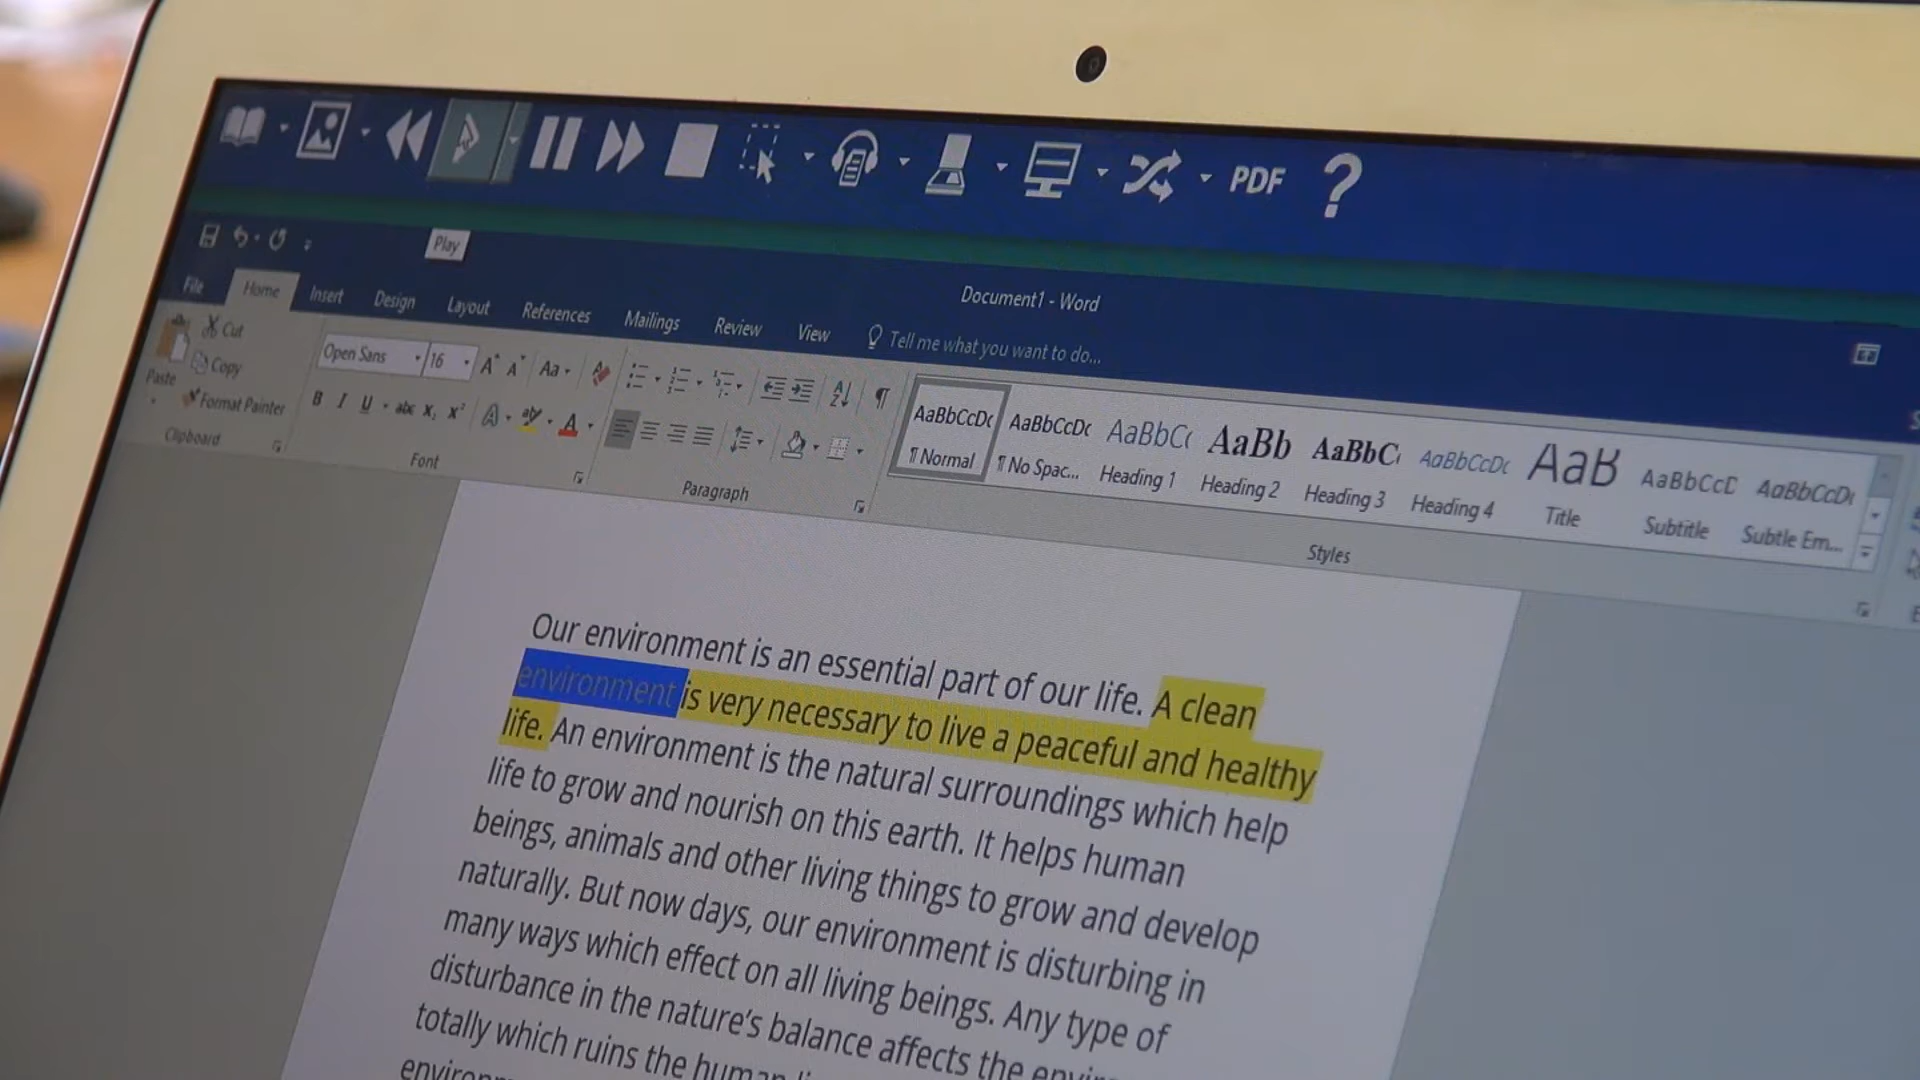 PDF ?
Play
Document1 - Word
File Home Insert Design Layout References Mailings Review View Tell me what you want to do...
Cut
Copy
Paste
Format Painter
Clipboard
Open Sans 16
Aa
B I U abc X₂ X²
Font
Paragraph
AaBbCcDc AaBbCcDc AaBbC AaBb AaBbC AaBbCcDc AaB AaBbCcD AaBbCcDc
¶ Normal ¶ No Spac... Heading 1 Heading 2 Heading 3 Heading 4 Title Subtitle Subtle Em...
Styles
Our environment is an essential part of our life. A clean
environment is very necessary to live a peaceful and healthy
life. An environment is the natural surroundings which help
life to grow and nourish on this earth. It helps human
beings, animals and other living things to grow and develop
naturally. But now days, our environment is disturbing in
many ways which effect on all living beings. Any type of
disturbance in the nature's balance affects the
totally which ruins the human